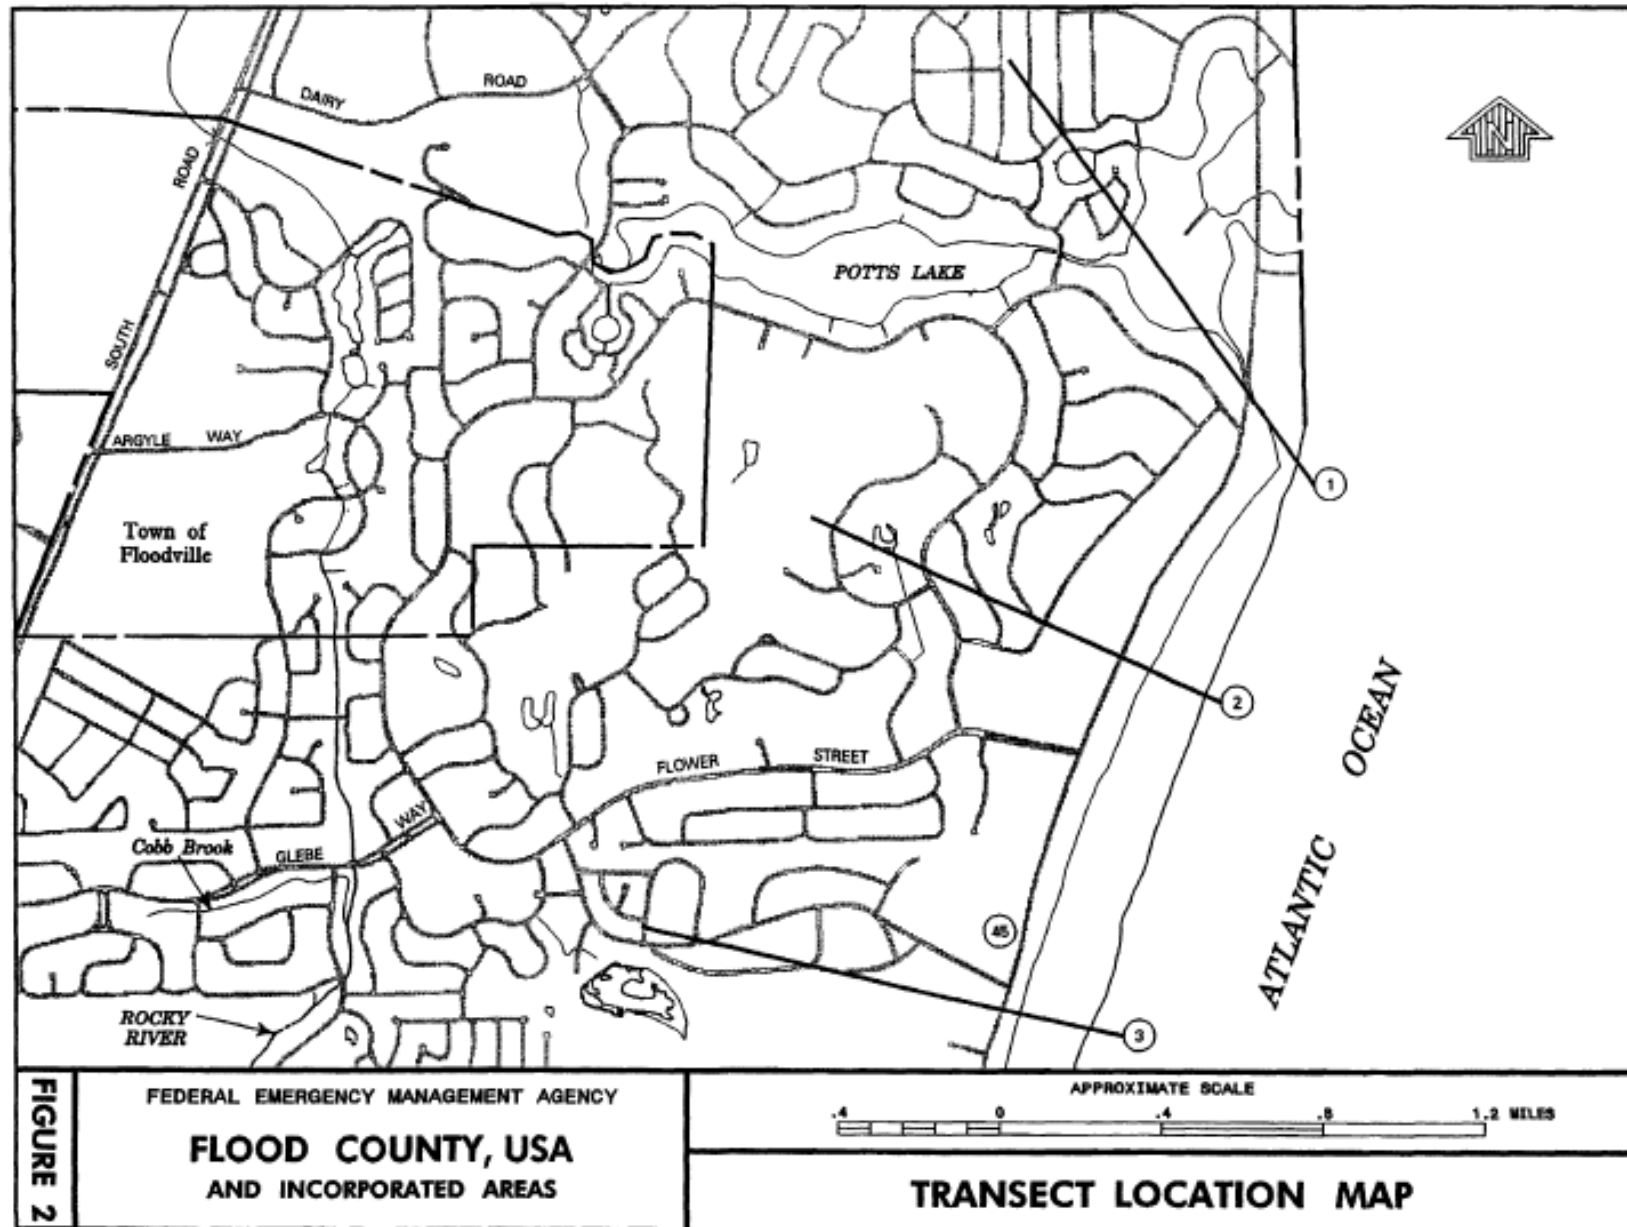 DAIRY ROAD
N
SOUTH ROAD
POTTS LAKE
ARGYLE WAY
1
Town of
Floodville
2
ATLANTIC OCEAN
FLOWER STREET
GLEBE WAY
Cobb Brook
45
ROCKY
RIVER
3
FIGURE 2
FEDERAL EMERGENCY MANAGEMENT AGENCY
FLOOD COUNTY, USA
AND INCORPORATED AREAS
APPROXIMATE SCALE
.4 0 .4 .8 1.2 MILES
TRANSECT LOCATION MAP